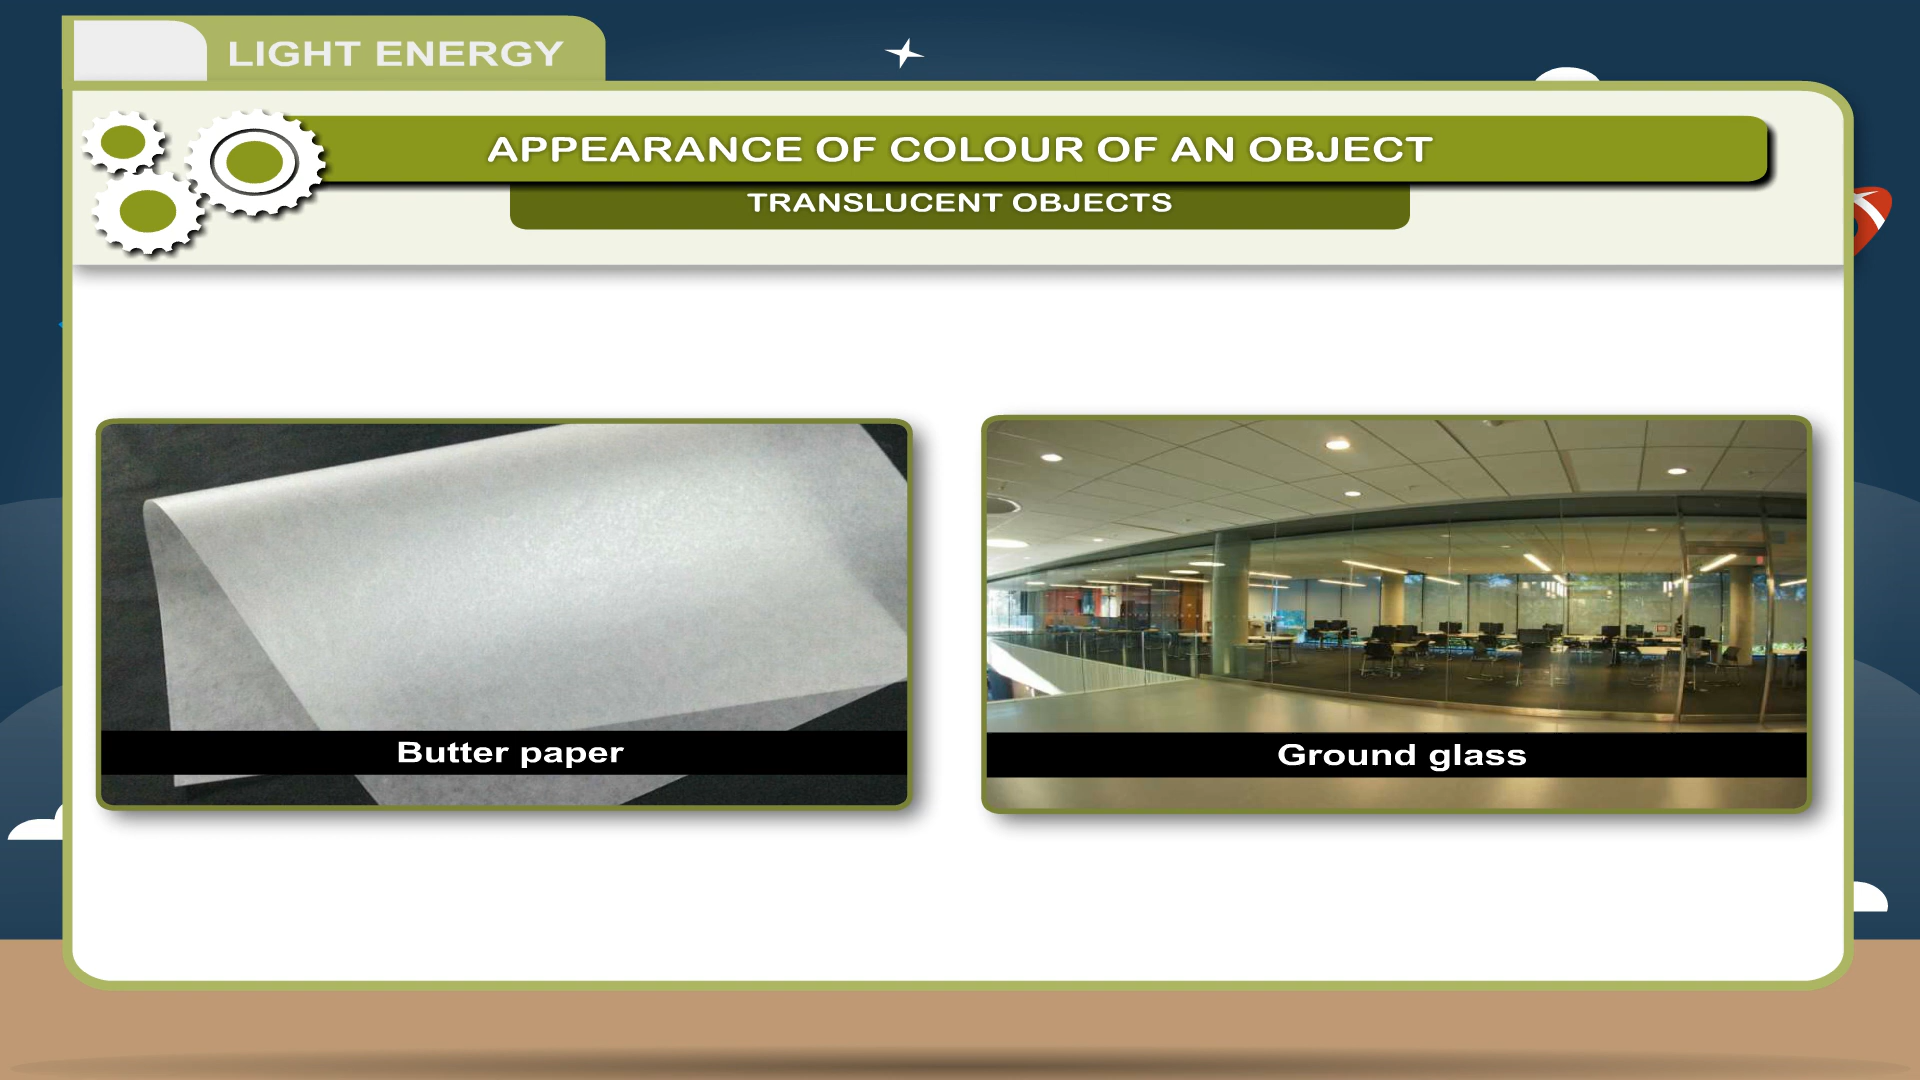 LIGHT ENERGY
APPEARANCE OF COLOUR OF AN OBJECT
TRANSLUCENT OBJECTS
Butter paper
Ground glass